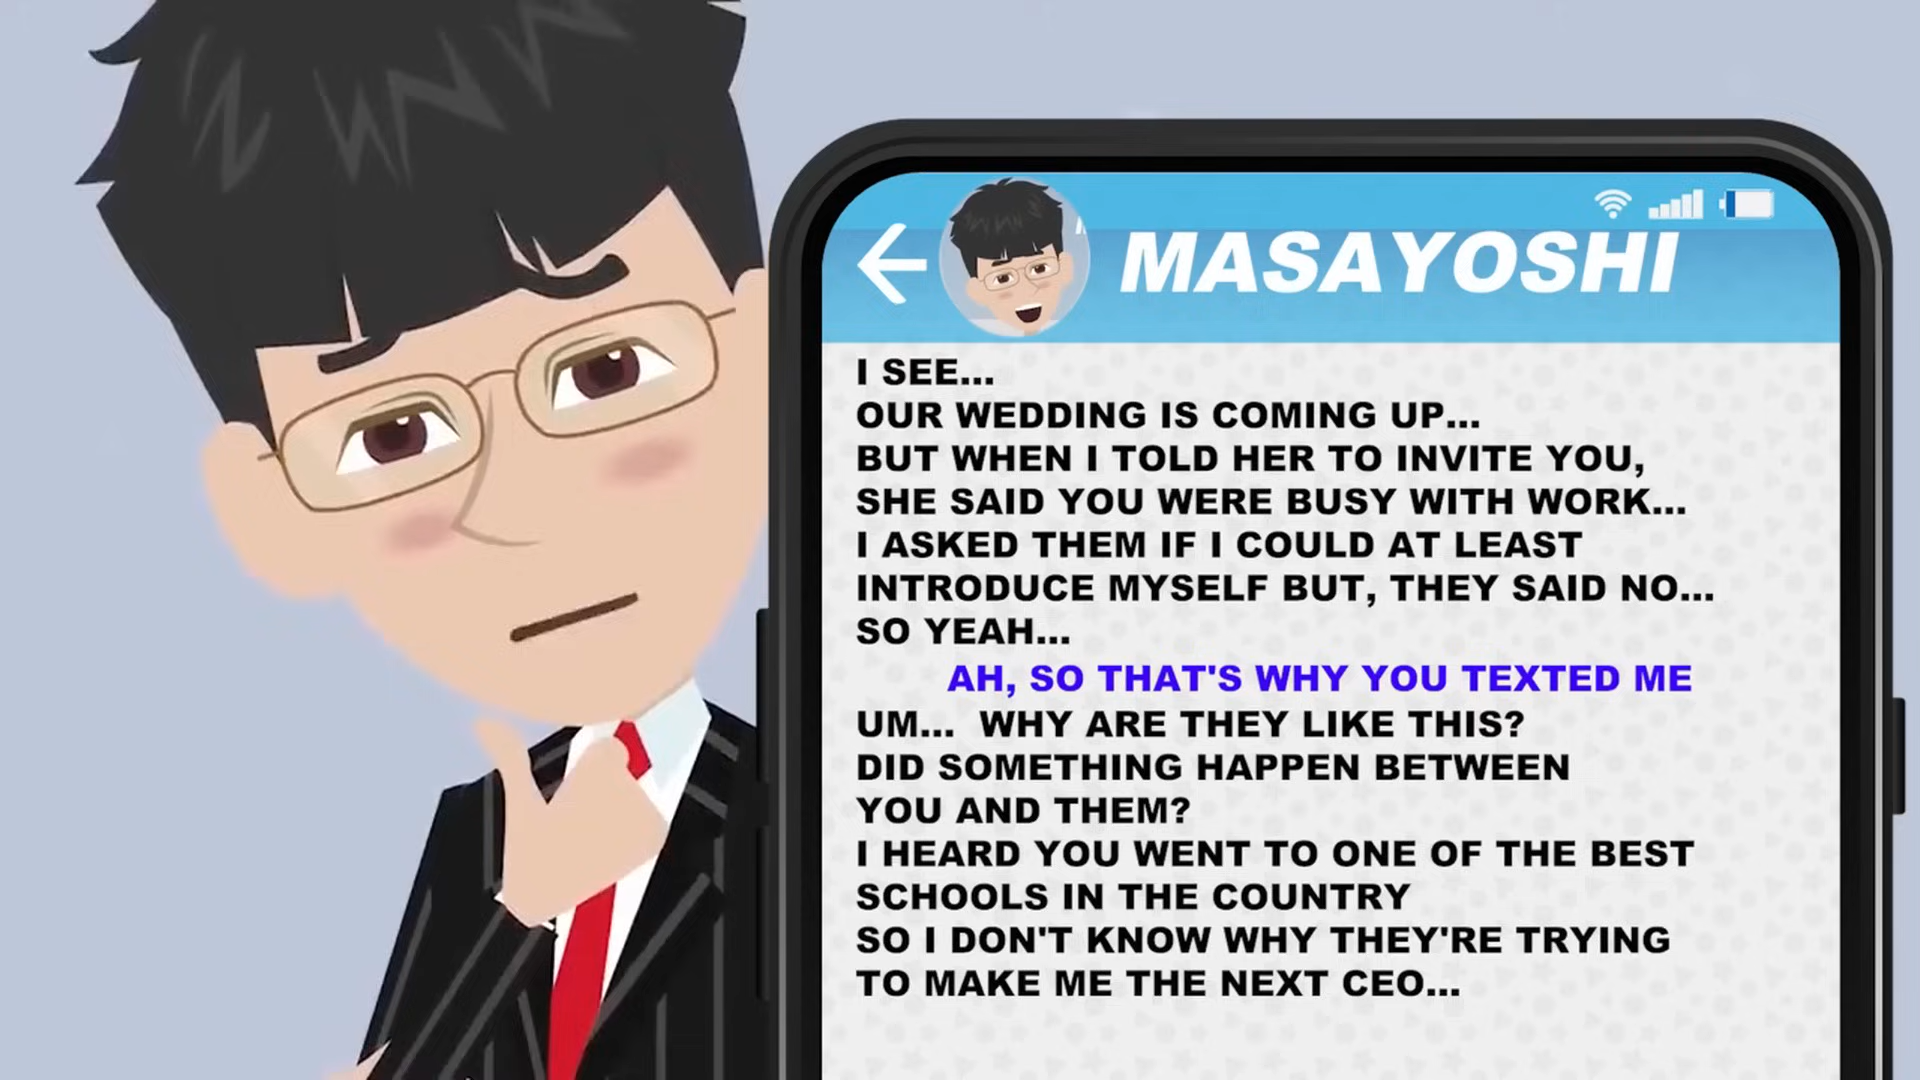 MASAYOSHI
I SEE...
OUR WEDDING IS COMING UP...
BUT WHEN I TOLD HER TO INVITE YOU,
SHE SAID YOU WERE BUSY WITH WORK...
I ASKED THEM IF I COULD AT LEAST
INTRODUCE MYSELF BUT, THEY SAID NO...
SO YEAH...
AH, SO THAT'S WHY YOU TEXTED ME
UM... WHY ARE THEY LIKE THIS?
DID SOMETHING HAPPEN BETWEEN
YOU AND THEM?
I HEARD YOU WENT TO ONE OF THE BEST
SCHOOLS IN THE COUNTRY
SO I DON'T KNOW WHY THEY'RE TRYING
TO MAKE ME THE NEXT CEO...